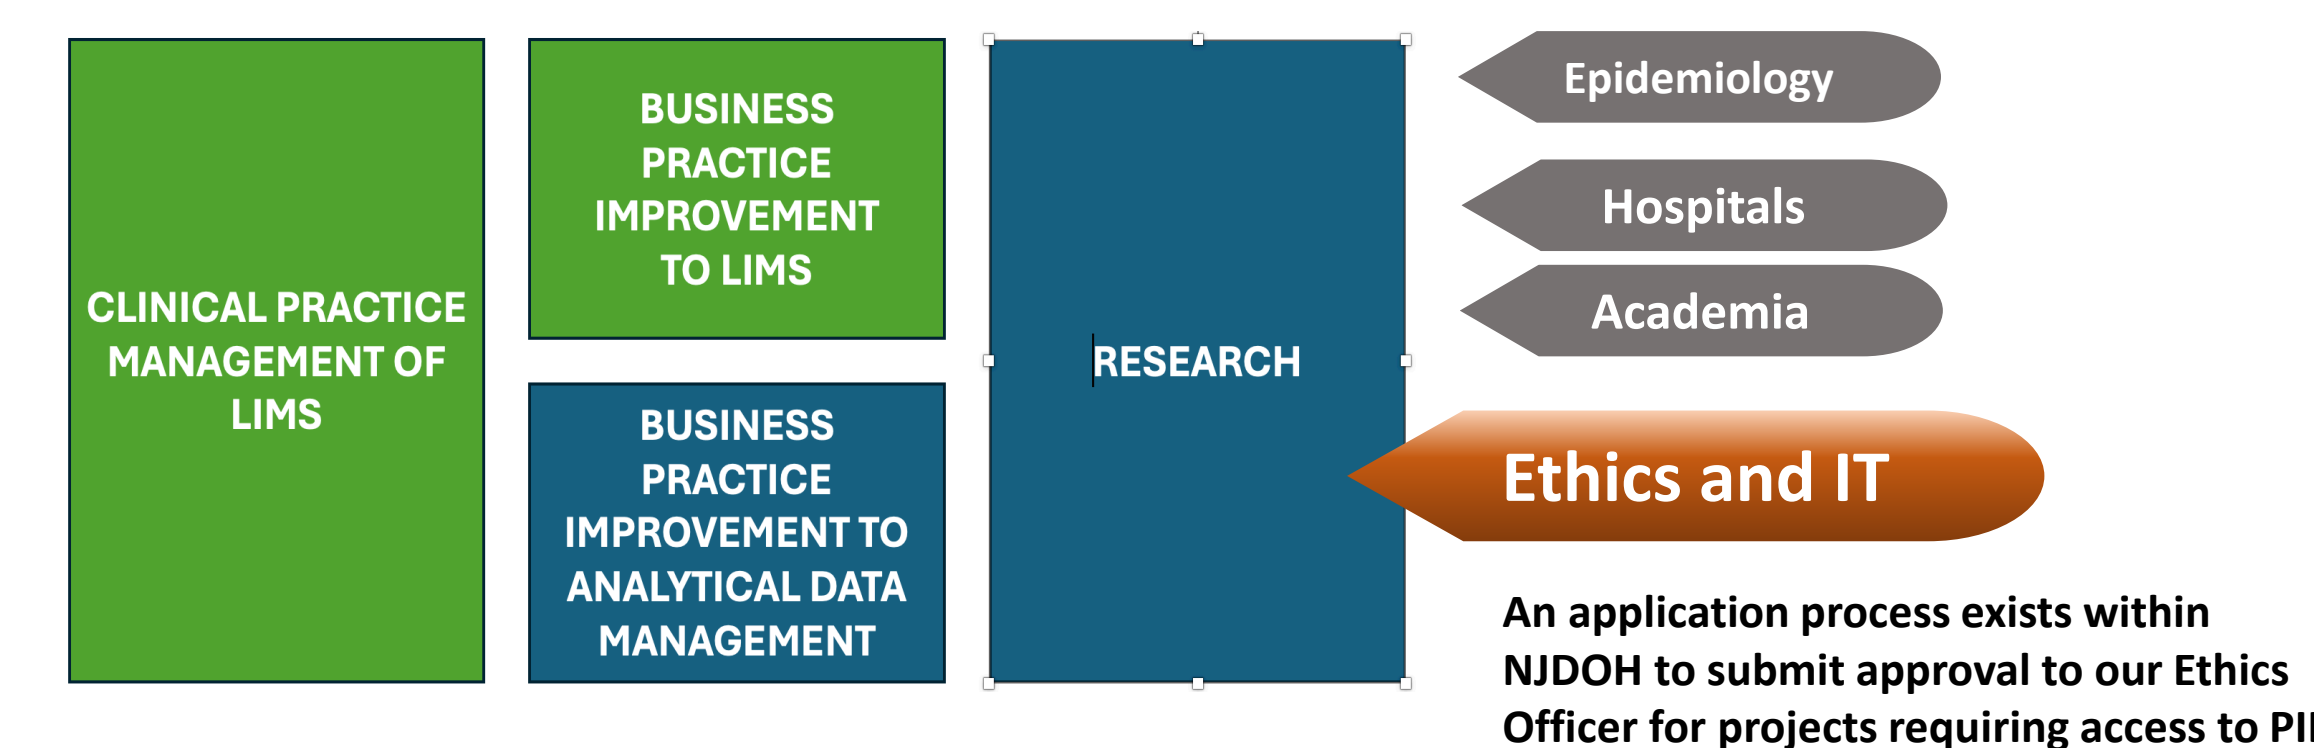 CLINICAL PRACTICE
MANAGEMENT OF
LIMS
BUSINESS
PRACTICE
IMPROVEMENT
TO LIMS
BUSINESS
PRACTICE
IMPROVEMENT TO
ANALYTICAL DATA
MANAGEMENT
RESEARCH
Epidemiology
Hospitals
Academia
Ethics and IT
An application process exists within
NJDOH to submit approval to our Ethics
Officer for projects requiring access to PII